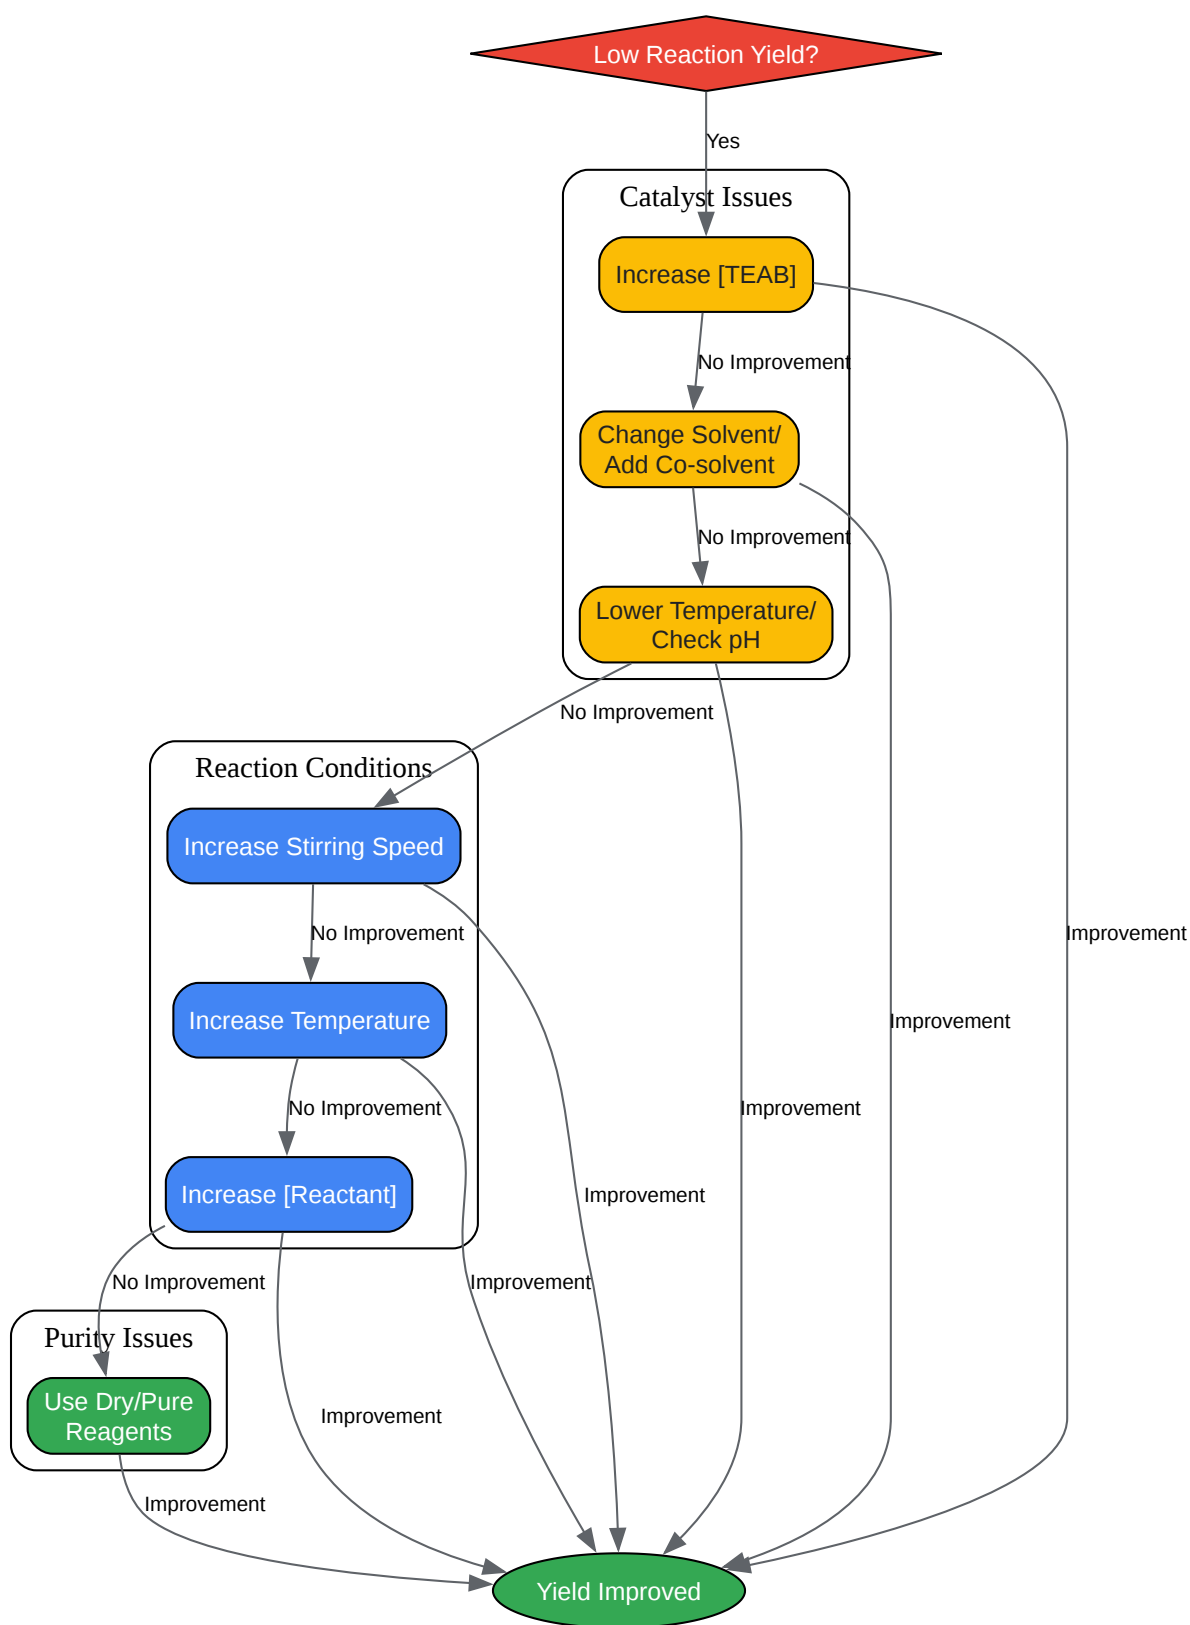 Low Reaction Yield?
Yes
Catalyst Issues
Increase [TEAB]
No Improvement
Change Solvent/
Add Co-solvent
No Improvement
Lower Temperature/
Check pH
No Improvement
Reaction Conditions
Increase Stirring Speed
No Improvement
Improvement
Increase Temperature
Improvement
No Improvement
Improvement
Increase [Reactant]
Improvement
No Improvement
Improvement
Purity Issues
Use Dry/Pure
Reagents
Improvement
Improvement
Yield Improved